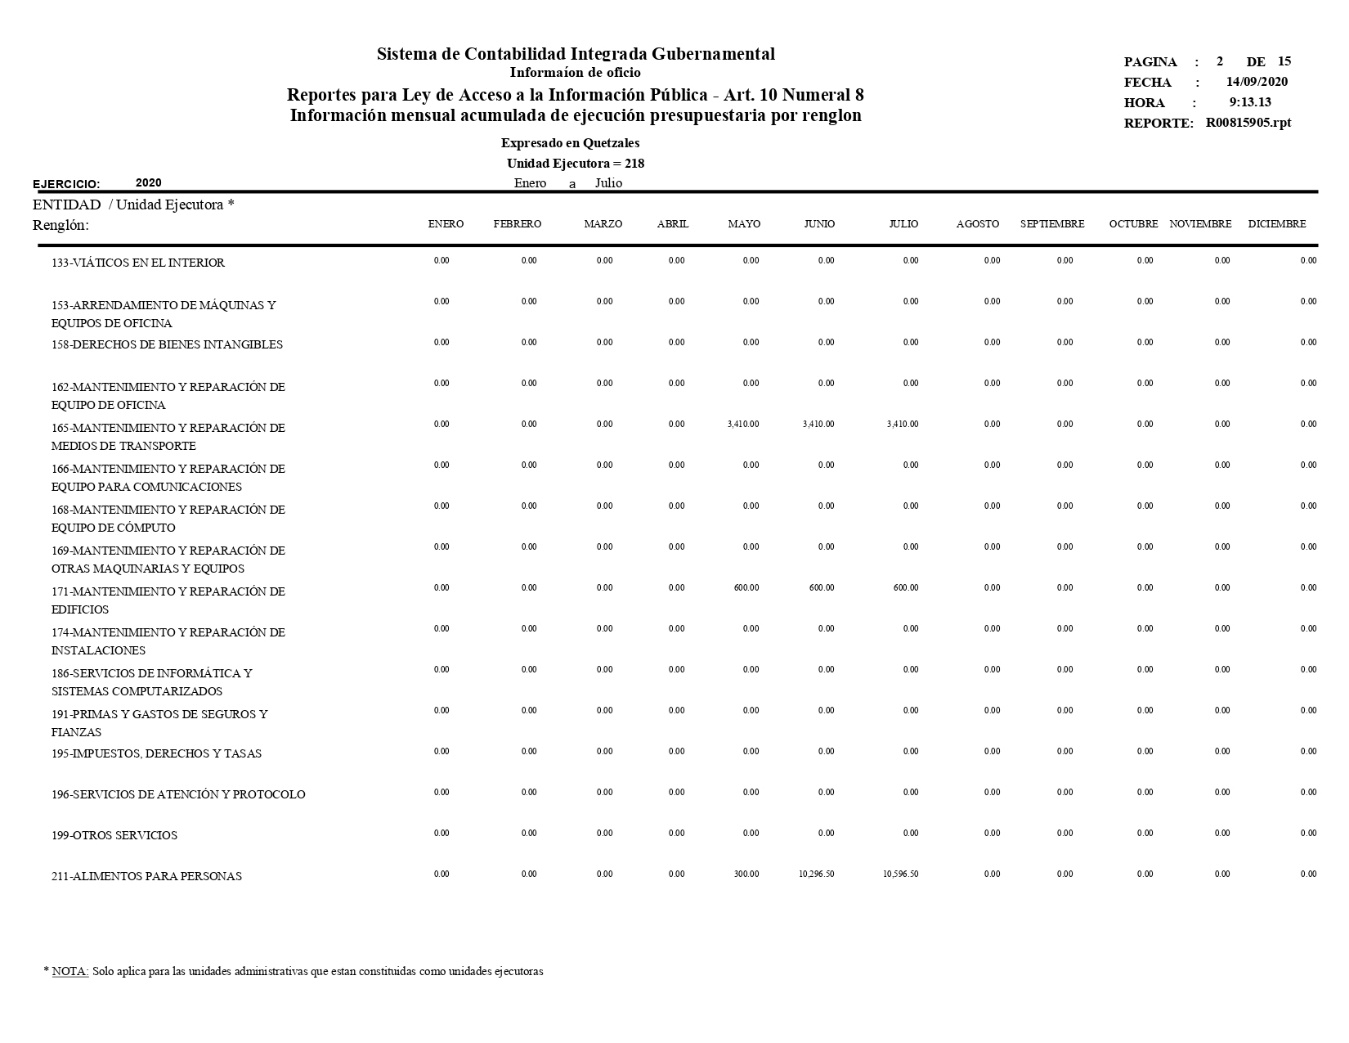 Sistema de Contabilidad Integrada Gubernamental
Informaíon de oficio
Reportes para Ley de Acceso a la Información Pública - Art. 10 Numeral 8
Información mensual acumulada de ejecución presupuestaria por renglon
Expresado en Quetzales
Unidad Ejecutora = 218
PAGINA : 2 DE 15
FECHA : 14/09/2020
HORA : 9:13.13
REPORTE: R00815905.rpt
EJERCICIO: 2020 Enero a Julio
ENTIDAD / Unidad Ejecutora *
Renglón: ENERO FEBRERO MARZO ABRIL MAYO JUNIO JULIO AGOSTO SEPTIEMBRE OCTUBRE NOVIEMBRE DICIEMBRE
133-VIÁTICOS EN EL INTERIOR 0.00 0.00 0.00 0.00 0.00 0.00 0.00 0.00 0.00 0.00 0.00 0.00
153-ARRENDAMIENTO DE MÁQUINAS Y 0.00 0.00 0.00 0.00 0.00 0.00 0.00 0.00 0.00 0.00 0.00 0.00
EQUIPOS DE OFICINA
158-DERECHOS DE BIENES INTANGIBLES 0.00 0.00 0.00 0.00 0.00 0.00 0.00 0.00 0.00 0.00 0.00 0.00
162-MANTENIMIENTO Y REPARACIÓN DE 0.00 0.00 0.00 0.00 0.00 0.00 0.00 0.00 0.00 0.00 0.00 0.00
EQUIPO DE OFICINA
165-MANTENIMIENTO Y REPARACIÓN DE 0.00 0.00 0.00 0.00 3,410.00 3,410.00 3,410.00 0.00 0.00 0.00 0.00 0.00
MEDIOS DE TRANSPORTE
166-MANTENIMIENTO Y REPARACIÓN DE 0.00 0.00 0.00 0.00 0.00 0.00 0.00 0.00 0.00 0.00 0.00 0.00
EQUIPO PARA COMUNICACIONES
168-MANTENIMIENTO Y REPARACIÓN DE 0.00 0.00 0.00 0.00 0.00 0.00 0.00 0.00 0.00 0.00 0.00 0.00
EQUIPO DE CÓMPUTO
169-MANTENIMIENTO Y REPARACIÓN DE 0.00 0.00 0.00 0.00 0.00 0.00 0.00 0.00 0.00 0.00 0.00 0.00
OTRAS MAQUINARIAS Y EQUIPOS
171-MANTENIMIENTO Y REPARACIÓN DE 0.00 0.00 0.00 0.00 600.00 600.00 600.00 0.00 0.00 0.00 0.00 0.00
EDIFICIOS
174-MANTENIMIENTO Y REPARACIÓN DE 0.00 0.00 0.00 0.00 0.00 0.00 0.00 0.00 0.00 0.00 0.00 0.00
INSTALACIONES
186-SERVICIOS DE INFORMÁTICA Y 0.00 0.00 0.00 0.00 0.00 0.00 0.00 0.00 0.00 0.00 0.00 0.00
SISTEMAS COMPUTARIZADOS
191-PRIMAS Y GASTOS DE SEGUROS Y 0.00 0.00 0.00 0.00 0.00 0.00 0.00 0.00 0.00 0.00 0.00 0.00
FIANZAS
195-IMPUESTOS, DERECHOS Y TASAS 0.00 0.00 0.00 0.00 0.00 0.00 0.00 0.00 0.00 0.00 0.00 0.00
196-SERVICIOS DE ATENCIÓN Y PROTOCOLO 0.00 0.00 0.00 0.00 0.00 0.00 0.00 0.00 0.00 0.00 0.00 0.00
199-OTROS SERVICIOS 0.00 0.00 0.00 0.00 0.00 0.00 0.00 0.00 0.00 0.00 0.00 0.00
211-ALIMENTOS PARA PERSONAS 0.00 0.00 0.00 0.00 300.00 10,296.50 10,596.50 0.00 0.00 0.00 0.00 0.00
* NOTA: Solo aplica para las unidades administrativas que estan constituidas como unidades ejecutoras